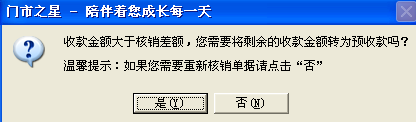 门市之星 - 陪伴着您成长每一天
收款金额大于核销差额，您需要将剩余的收款金额转为预收款吗？
温馨提示：如果您需要重新核销单据请点击“否”
是(Y)
否(N)